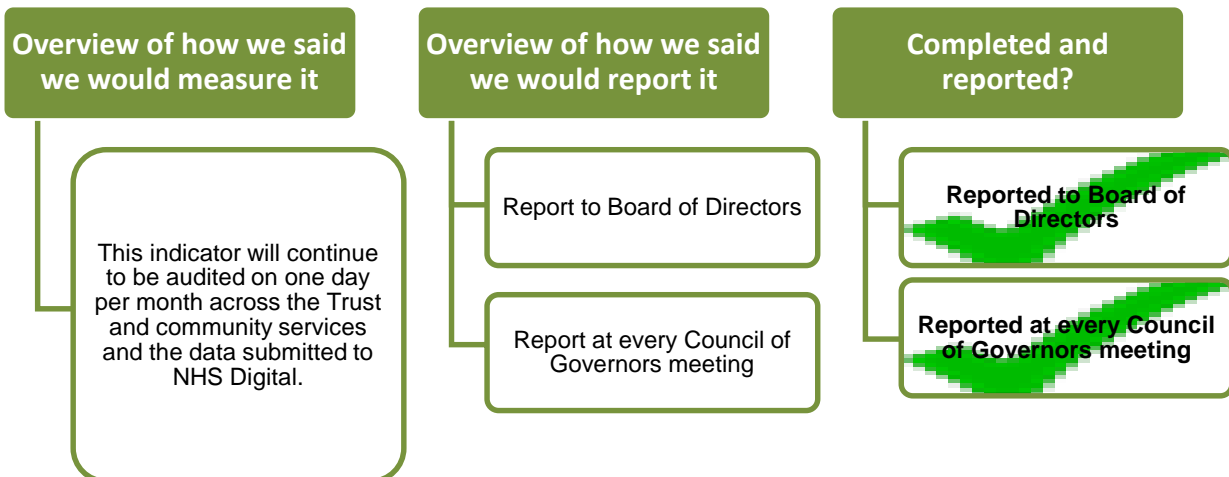 Overview of how we said
we would measure it
This indicator will continue
to be audited on one day
per month across the Trust
and community services
and the data submitted to
NHS Digital.
Overview of how we said
we would report it
Report to Board of Directors
Report at every Council of
Governors meeting
Completed and
reported?
Reported to Board of
Directors
Reported at every Council
of Governors meeting